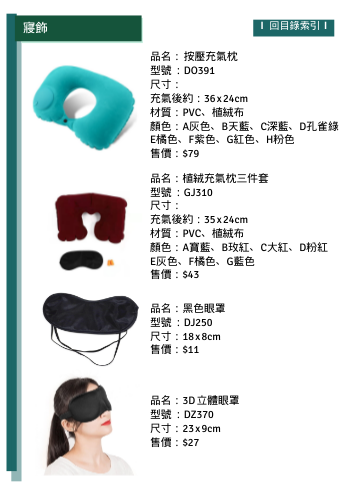 寢飾
I 回目錄索引 I
品名：按壓充氣枕
型號 ：DO391
尺寸：
充氣後約：36x24cm
材質：PVC、植絨布
顏色：A灰色、B天藍、C深藍、D孔雀綠
E橘色、F紫色、G紅色、H粉色
售價：$79
品名：植絨充氣枕三件套
型號 ：GJ310
尺寸：
充氣後約：35x24cm
材質：PVC、植絨布
顏色：A寶藍、B玫紅、C大紅、D粉紅
E灰色、F橘色、G藍色
售價：$43
品名：黑色眼罩
型號 ：DJ250
尺寸：18x8cm
售價：$11
品名：3D立體眼罩
型號 ：DZ370
尺寸：23x9cm
售價：$27